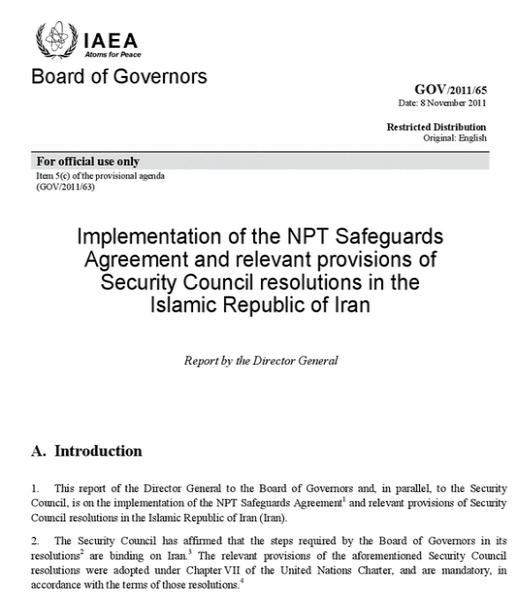 IAEA
Atoms for Peace
Board of Governors
GOV/2011/65
Date: 8 November 2011
Restricted Distribution
Original: English
For official use only
Item 5(c) of the provisional agenda
(GOV/2011/63)
Implementation of the NPT Safeguards
Agreement and relevant provisions of
Security Council resolutions in the
Islamic Republic of Iran
Report by the Director General
A. Introduction
1. This report of the Director General to the Board of Governors and, in parallel, to the Security
Council, is on the implementation of the NPT Safeguards Agreement¹ and relevant provisions of Security
Council resolutions in the Islamic Republic of Iran (Iran).
2. The Security Council has affirmed that the steps required by the Board of Governors in its
resolutions² are binding on Iran.³ The relevant provisions of the aforementioned Security Council
resolutions were adopted under Chapter VII of the United Nations Charter, and are mandatory, in
accordance with the terms of those resolutions.⁴